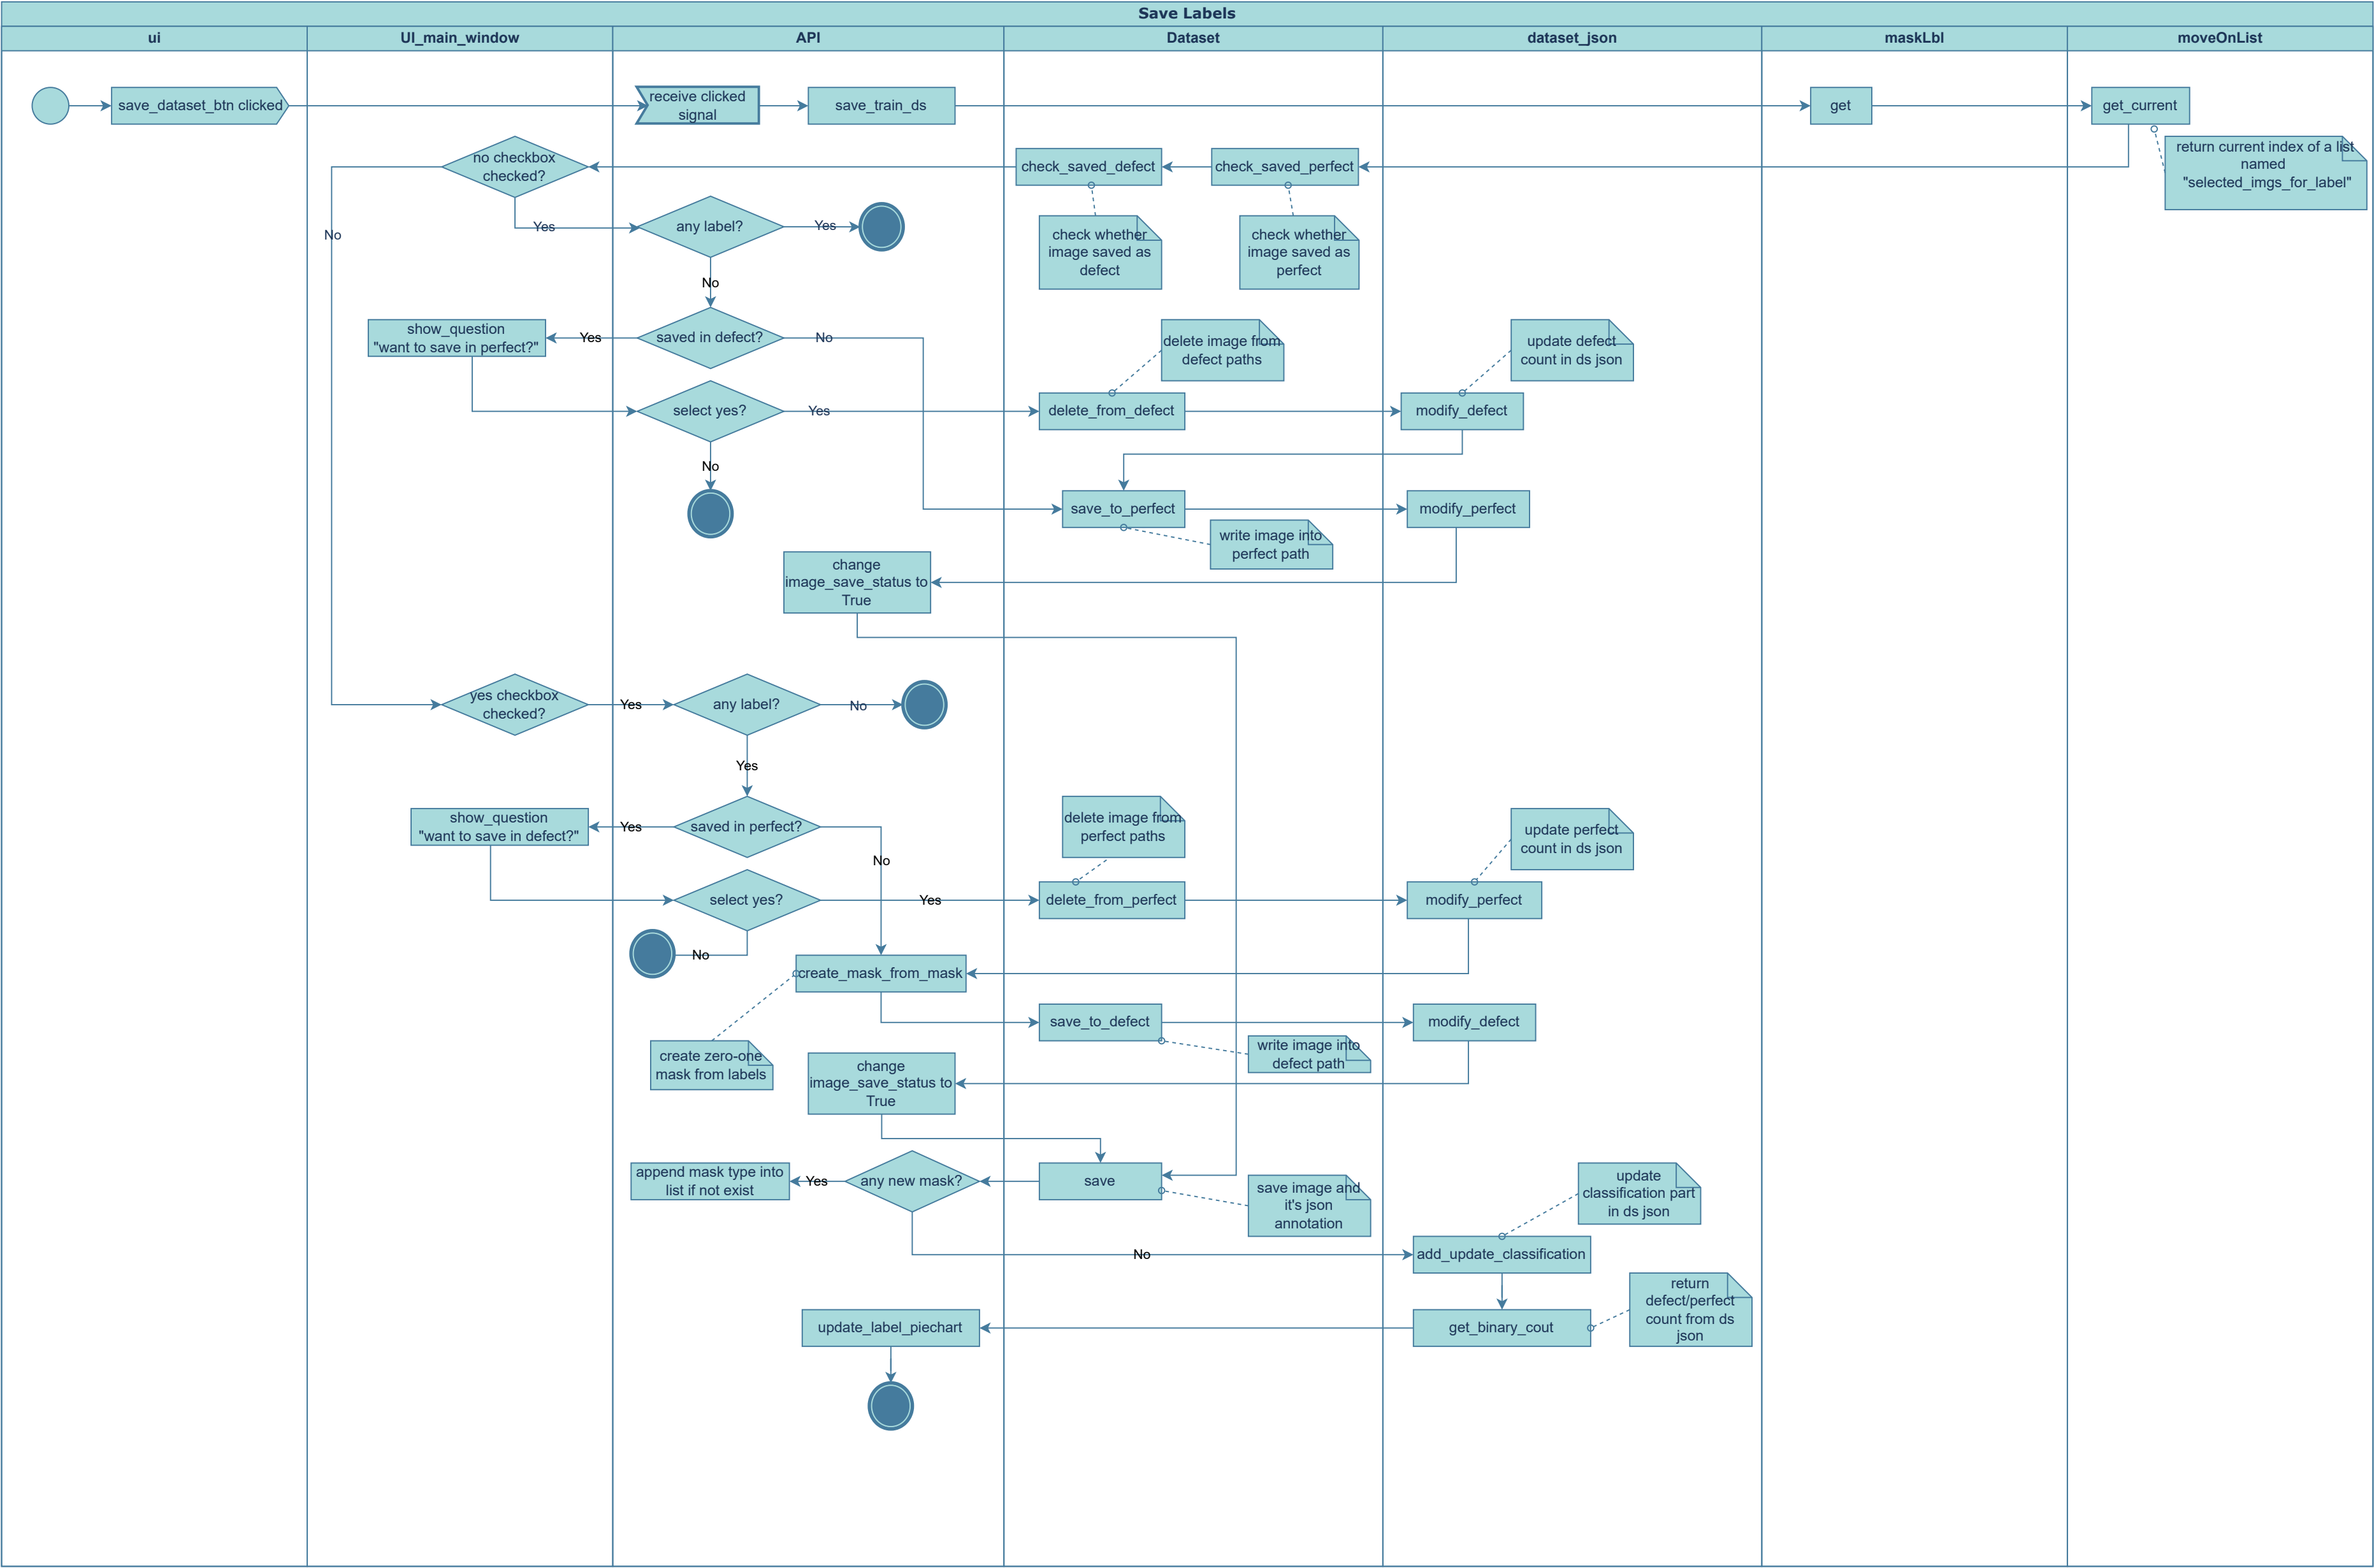 Save Labels
ui
UI_main_window
API
Dataset
dataset_json
maskLbl
moveOnList
save_dataset_btn clicked
receive clicked
signal
save_train_ds
get
get_current
return current index of a list
named
"selected_imgs_for_label"
no checkbox
checked?
check_saved_defect
check_saved_perfect
No
Yes
any label?
Yes
check whether
image saved as
defect
check whether
image saved as
perfect
No
show_question
"want to save in perfect?"
Yes
saved in defect?
No
delete image from
defect paths
update defect
count in ds json
select yes?
Yes
delete_from_defect
modify_defect
No
save_to_perfect
modify_perfect
write image into
perfect path
change
image_save_status to
True
yes checkbox
checked?
Yes
any label?
No
Yes
show_question
"want to save in defect?"
Yes
saved in perfect?
No
delete image from
perfect paths
update perfect
count in ds json
select yes?
Yes
delete_from_perfect
modify_perfect
No
create_mask_from_mask
save_to_defect
modify_defect
create zero-one
mask from labels
write image into
defect path
change
image_save_status to
True
append mask type into
list if not exist
Yes
any new mask?
save
save image and
it's json
annotation
update
classification part
in ds json
No
add_update_classification
return
defect/perfect
count from ds
json
update_label_piechart
get_binary_cout